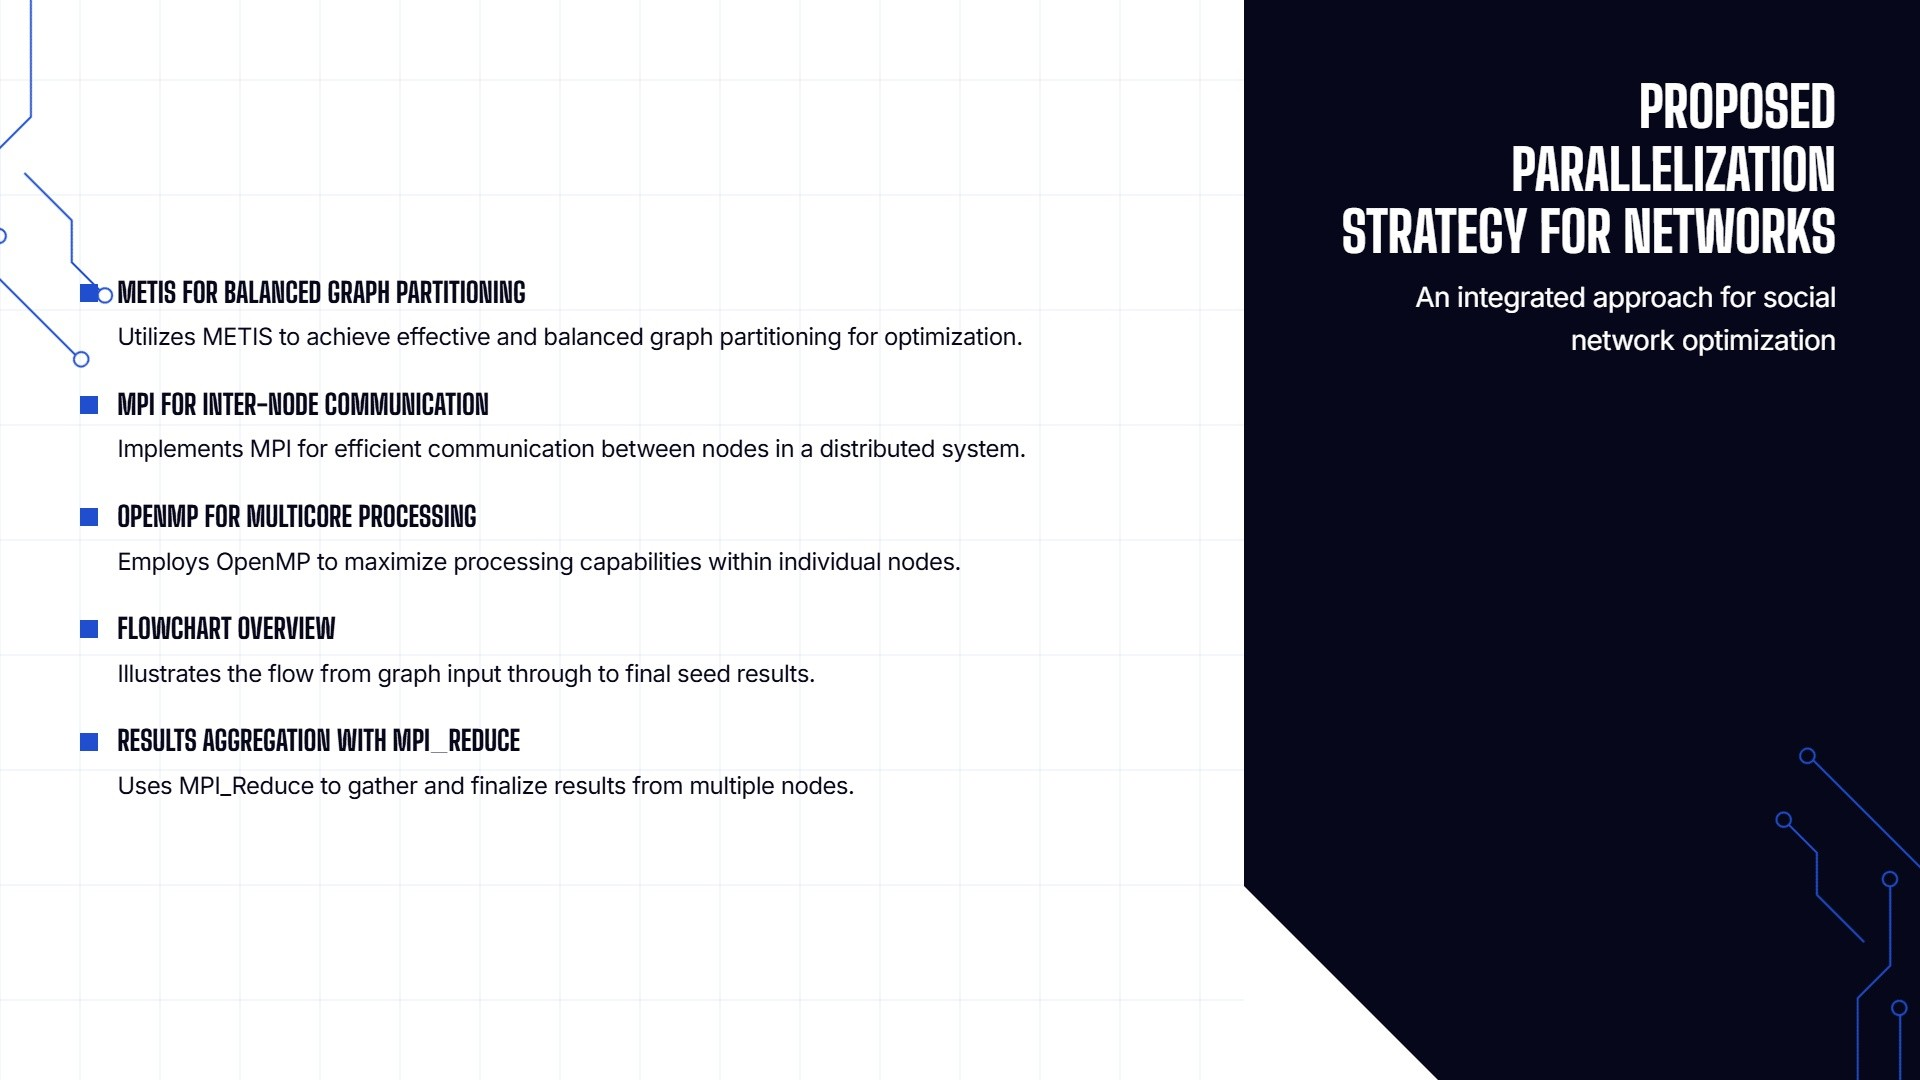 PROPOSED
PARALLELIZATION
STRATEGY FOR NETWORKS
An integrated approach for social
network optimization
METIS FOR BALANCED GRAPH PARTITIONING
Utilizes METIS to achieve effective and balanced graph partitioning for optimization.
MPI FOR INTER-NODE COMMUNICATION
Implements MPI for efficient communication between nodes in a distributed system.
OPENMP FOR MULTICORE PROCESSING
Employs OpenMP to maximize processing capabilities within individual nodes.
FLOWCHART OVERVIEW
Illustrates the flow from graph input through to final seed results.
RESULTS AGGREGATION WITH MPI_REDUCE
Uses MPI_Reduce to gather and finalize results from multiple nodes.